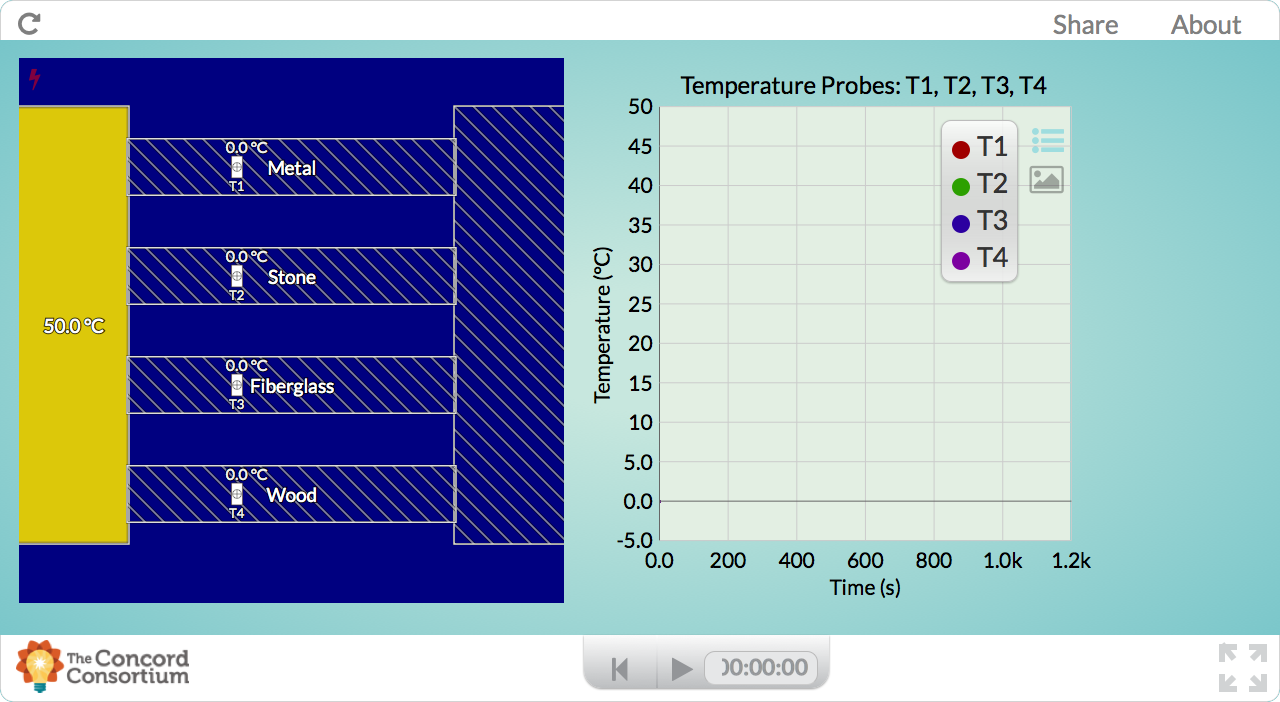 Share About
Temperature Probes: T1, T2, T3, T4
0.0 °C
Metal
T1
0.0 °C
Stone
T2
0.0 °C
Fiberglass
T3
0.0 °C
Wood
T4
50.0 °C
Temperature (°C)
50
45
40
35
30
25
20
15
10
5.0
0.0
-5.0
T1
T2
T3
T4
0.0 200 400 600 800 1.0k 1.2k
Time (s)
The Concord
Consortium
00:00:00